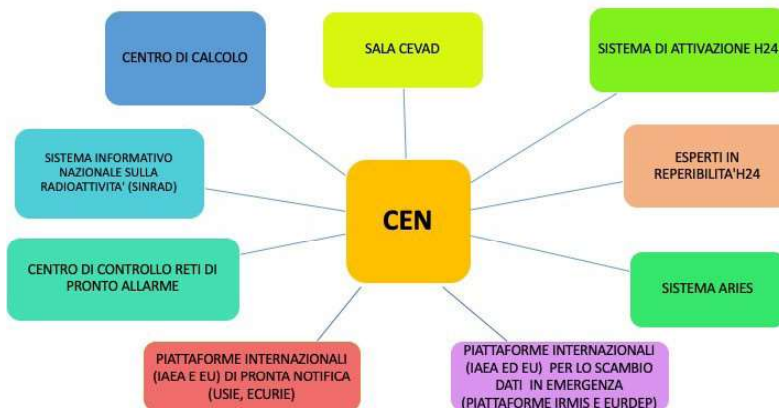 CENTRO DI CALCOLO
SALA CEVAD
SISTEMA DI ATTIVAZIONE H24
SISTEMA INFORMATIVO
NAZIONALE SULLA
RADIOATTIVITA' (SINRAD)
CEN
ESPERTI IN
REPERIBILITA'H24
CENTRO DI CONTROLLO RETI DI
PRONTO ALLARME
SISTEMA ARIES
PIATTAFORME INTERNAZIONALI
(IAEA E EU) DI PRONTA NOTIFICA
(USIE, ECURIE)
PIATTAFORME INTERNAZIONALI
(IAEA ED EU) PER LO SCAMBIO
DATI IN EMERGENZA
(PIATTAFORME IRMIS E EURDEP)